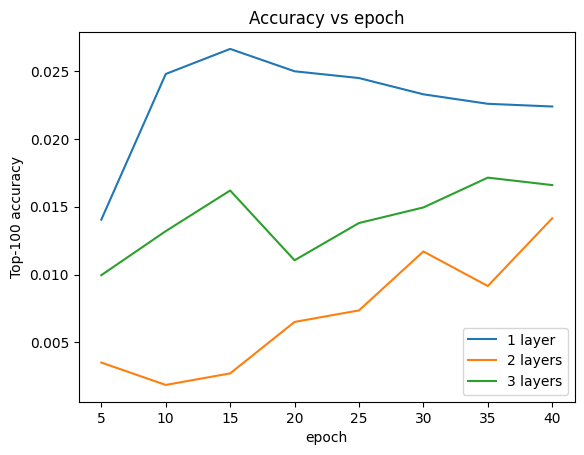 Accuracy vs epoch
Top-100 accuracy
0.025
0.020
0.015
0.010
0.005
5 10 15 20 25 30 35 40
epoch
1 layer
2 layers
3 layers